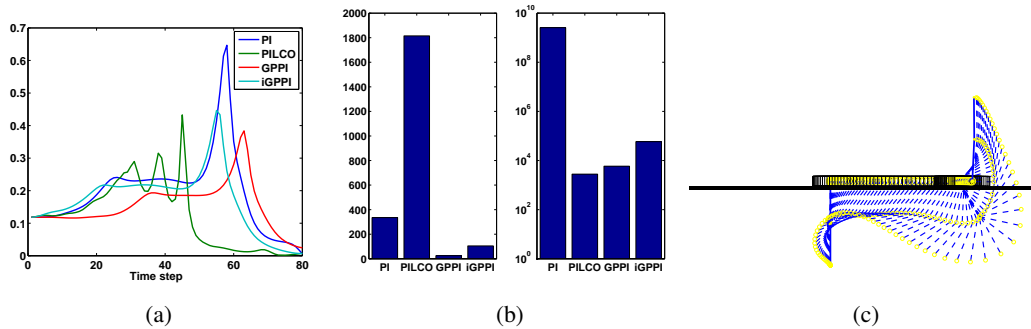 0.7
0.6
0.5
0.4
0.3
0.2
0.1
0
0 20 40 60 80
Time step
PI
PILCO
GPPI
iGPPI
(a)
2000
1800
1600
1400
1200
1000
800
600
400
200
0
PI PILCO GPPI iGPPI
10^10
10^8
10^6
10^4
10^2
10^0
PI PILCO GPPI iGPPI
(b)
(c)